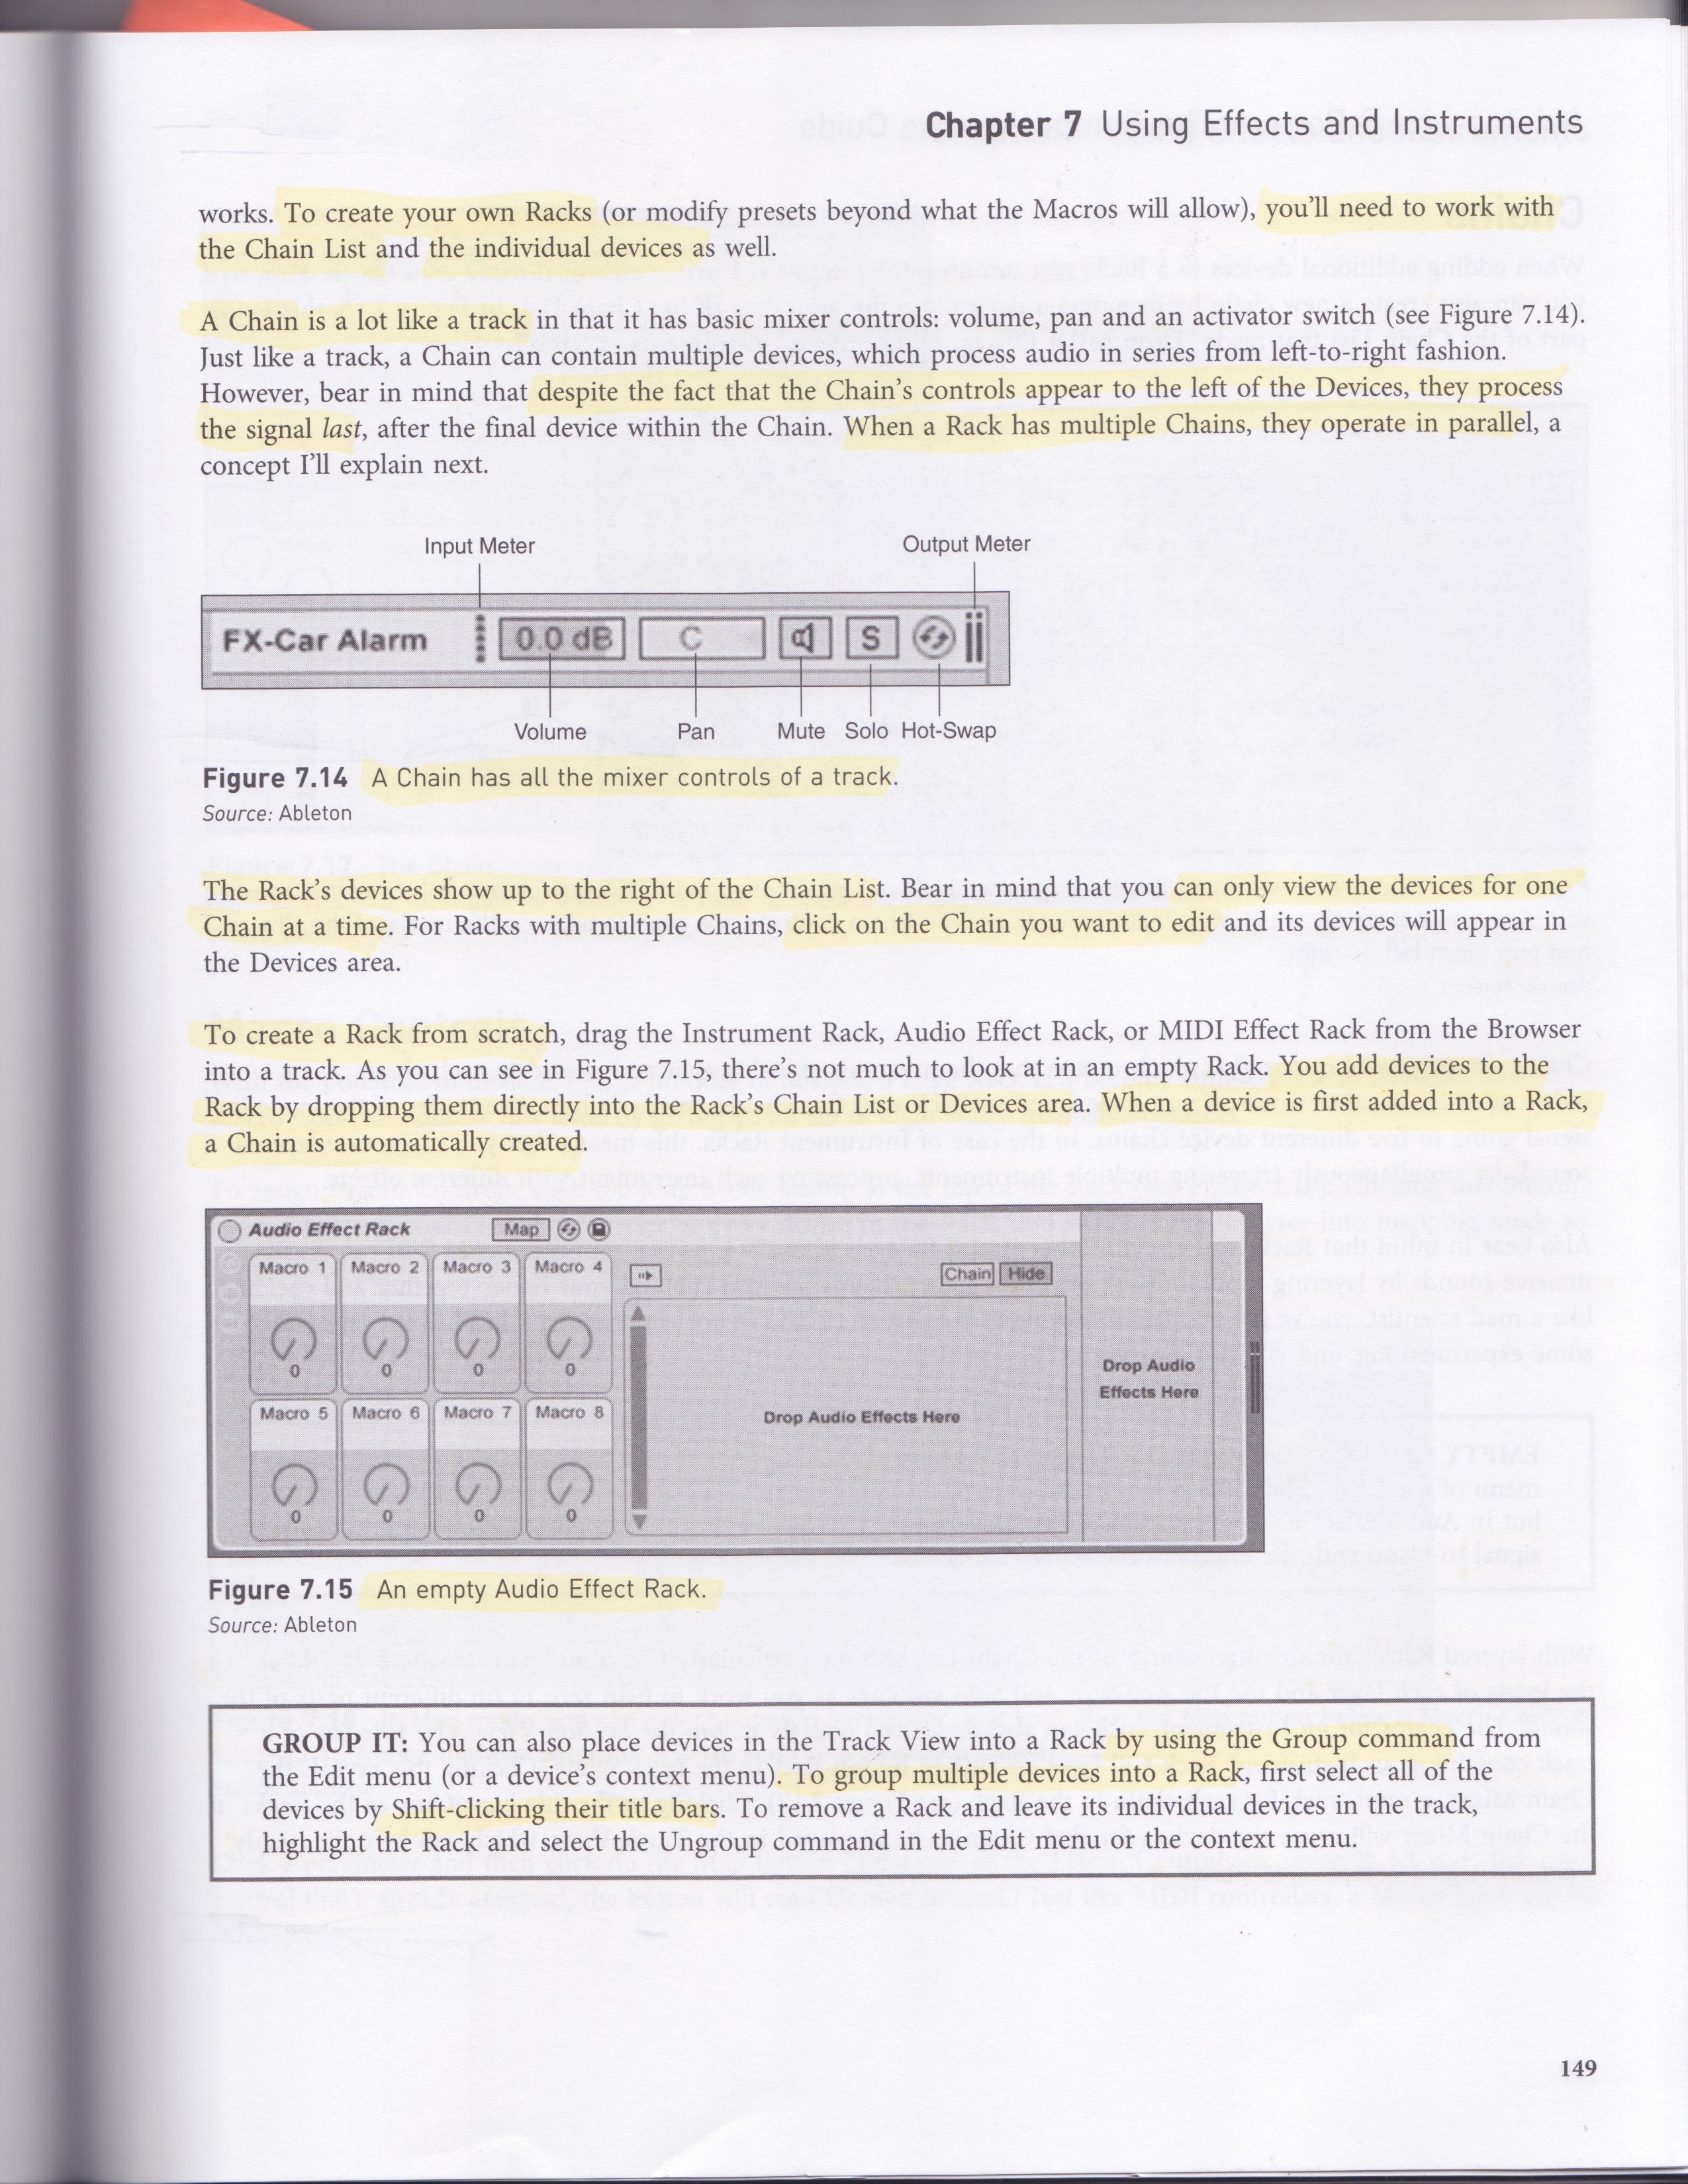 Chapter 7 Using Effects and Instruments
works. To create your own Racks (or modify presets beyond what the Macros will allow), you'll need to work with
the Chain List and the individual devices as well.
A Chain is a lot like a track in that it has basic mixer controls: volume, pan and an activator switch (see Figure 7.14).
Just like a track, a Chain can contain multiple devices, which process audio in series from left-to-right fashion.
However, bear in mind that despite the fact that the Chain's controls appear to the left of the Devices, they process
the signal last, after the final device within the Chain. When a Rack has multiple Chains, they operate in parallel, a
concept I'll explain next.
Input Meter Output Meter
FX-Car Alarm 0.0 dB C S
Volume Pan Mute Solo Hot-Swap
Figure 7.14 A Chain has all the mixer controls of a track.
Source: Ableton
The Rack's devices show up to the right of the Chain List. Bear in mind that you can only view the devices for one
Chain at a time. For Racks with multiple Chains, click on the Chain you want to edit and its devices will appear in
the Devices area.
To create a Rack from scratch, drag the Instrument Rack, Audio Effect Rack, or MIDI Effect Rack from the Browser
into a track. As you can see in Figure 7.15, there's not much to look at in an empty Rack. You add devices to the
Rack by dropping them directly into the Rack's Chain List or Devices area. When a device is first added into a Rack,
a Chain is automatically created.
Audio Effect Rack Map
Macro 1 Macro 2 Macro 3 Macro 4 Chain Hide
0 0 0 0
Drop Audio
Effects Here
Macro 5 Macro 6 Macro 7 Macro 8 Drop Audio Effects Here
0 0 0 0
Figure 7.15 An empty Audio Effect Rack.
Source: Ableton
GROUP IT: You can also place devices in the Track View into a Rack by using the Group command from
the Edit menu (or a device's context menu). To group multiple devices into a Rack, first select all of the
devices by Shift-clicking their title bars. To remove a Rack and leave its individual devices in the track,
highlight the Rack and select the Ungroup command in the Edit menu or the context menu.
149